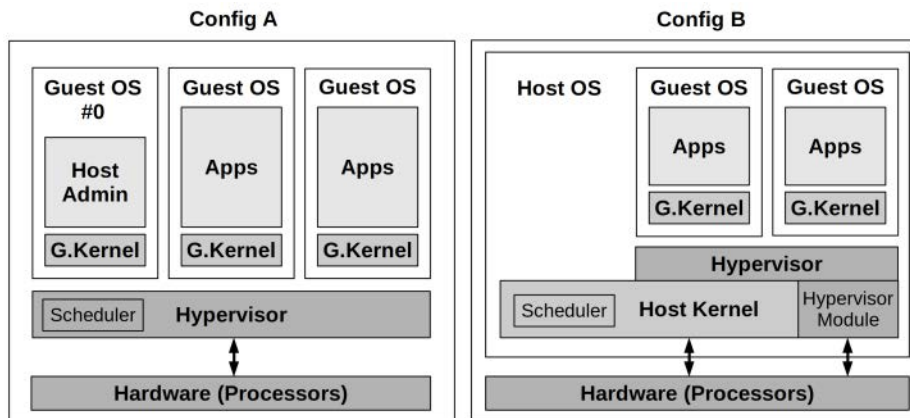 Config A
Guest OS
#0
Host
Admin
G.Kernel
Guest OS
Apps
G.Kernel
Guest OS
Apps
G.Kernel
Scheduler
Hypervisor
Hardware (Processors)
Config B
Host OS
Guest OS
Apps
G.Kernel
Guest OS
Apps
G.Kernel
Hypervisor
Scheduler
Host Kernel
Hypervisor
Module
Hardware (Processors)